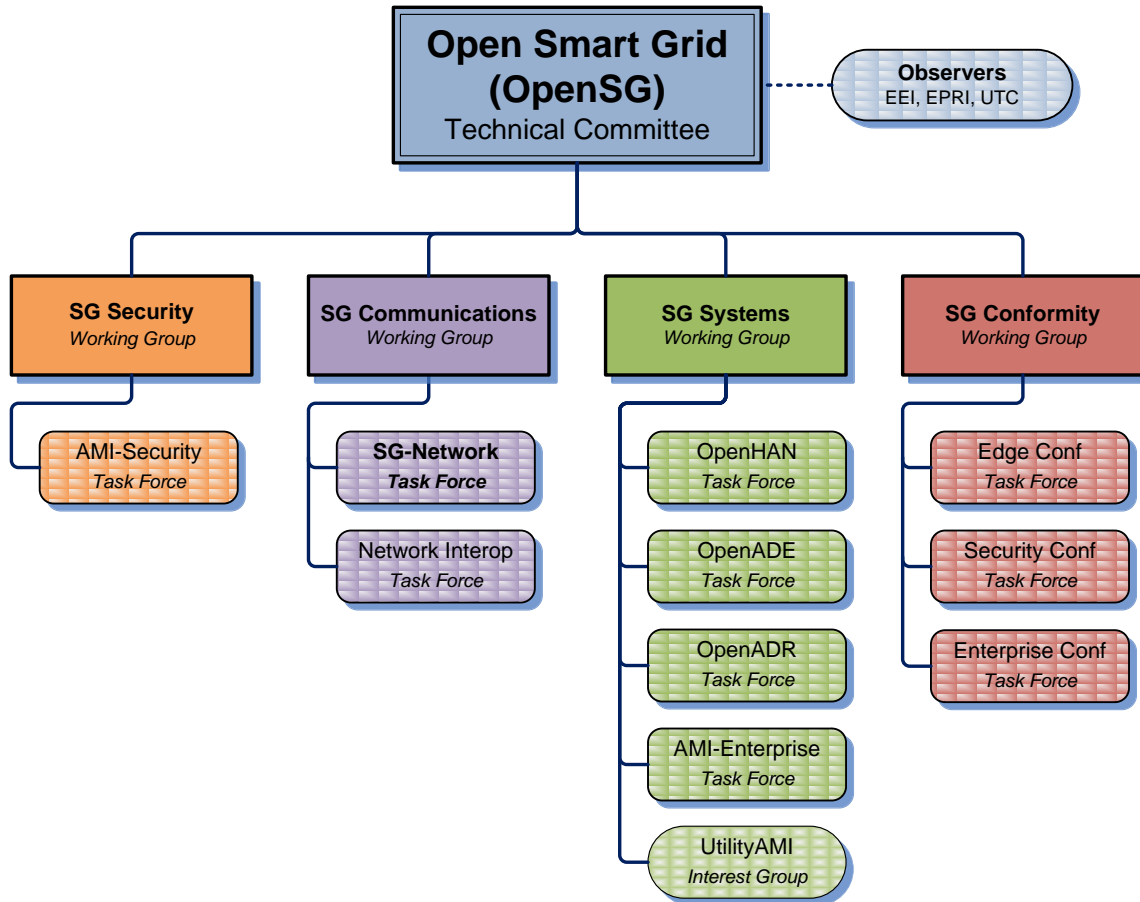 Open Smart Grid
(OpenSG)
Technical Committee
Observers
EEI, EPRI, UTC
SG Security
Working Group
SG Communications
Working Group
SG Systems
Working Group
SG Conformity
Working Group
AMI-Security
Task Force
SG-Network
Task Force
Network Interop
Task Force
OpenHAN
Task Force
OpenADE
Task Force
OpenADR
Task Force
AMI-Enterprise
Task Force
UtilityAMI
Interest Group
Edge Conf
Task Force
Security Conf
Task Force
Enterprise Conf
Task Force